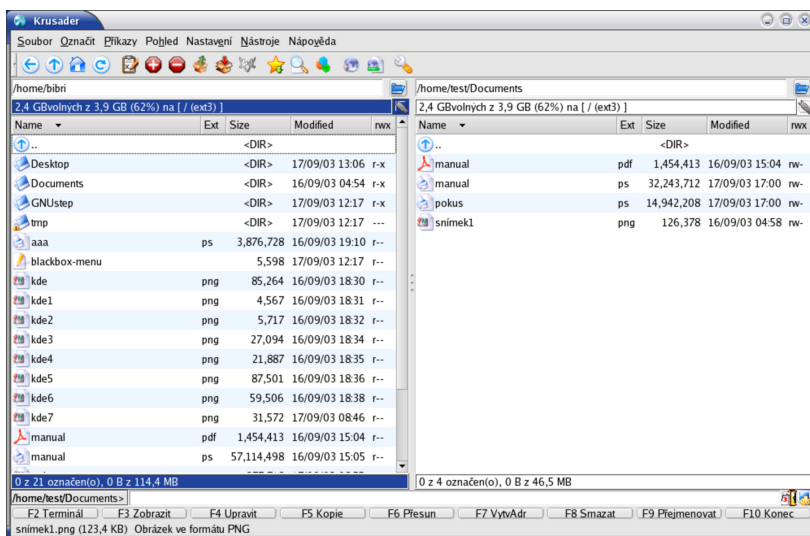 Krusader
Soubor Označit Příkazy Pohled Nastavení Nástroje Nápověda
/home/bibri
2,4 GBvolných z 3,9 GB (62%) na [ / (ext3) ]
Name Ext Size Modified rwx
.. <DIR>
Desktop <DIR> 17/09/03 13:06 r-x
Documents <DIR> 16/09/03 04:54 r-x
GNUstep <DIR> 17/09/03 12:17 r-x
tmp <DIR> 17/09/03 12:17 ---
aaa ps 3,876,728 16/09/03 19:10 r--
blackbox-menu 5,598 17/09/03 12:17 r--
kde png 85,264 16/09/03 18:30 r--
kde1 png 4,567 16/09/03 18:31 r--
kde2 png 5,717 16/09/03 18:32 r--
kde3 png 27,094 16/09/03 18:34 r--
kde4 png 21,887 16/09/03 18:35 r--
kde5 png 87,501 16/09/03 18:36 r--
kde6 png 59,506 16/09/03 18:38 r--
kde7 png 31,572 17/09/03 08:46 r--
manual pdf 1,454,413 16/09/03 15:04 r--
manual ps 57,114,498 16/09/03 15:05 r--
0 z 21 označen(o), 0 B z 114,4 MB
/home/test/Documents
2,4 GBvolných z 3,9 GB (62%) na [ / (ext3) ]
Name Ext Size Modified rwx
.. <DIR>
manual pdf 1,454,413 16/09/03 15:04 rw-
manual ps 32,243,712 17/09/03 17:00 rw-
pokus ps 14,942,208 17/09/03 17:00 rw-
snímek1 png 126,378 16/09/03 04:58 rw-
0 z 4 označen(o), 0 B z 46,5 MB
/home/test/Documents>
F2 Terminál F3 Zobrazit F4 Upravit F5 Kopie F6 Přesun F7 VytvAdr F8 Smazat F9 Přejmenovat F10 Konec
snímek1.png (123,4 KB) Obrázek ve formátu PNG